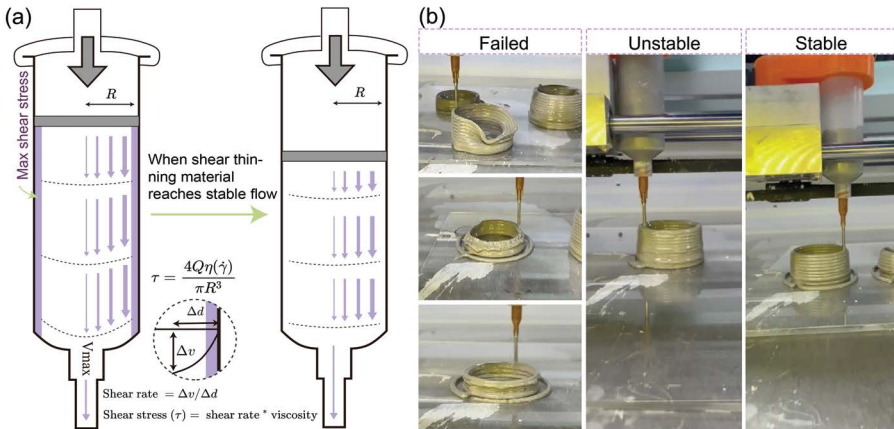 (a)
R
R
Max shear stress
When shear thin-
ning material
reaches stable flow
τ = 4Qη(γ̇) / πR³
Δd
Δv
Vmax
Shear rate = Δv/Δd
Shear stress (τ) = shear rate * viscosity
(b)
Failed
Unstable
Stable